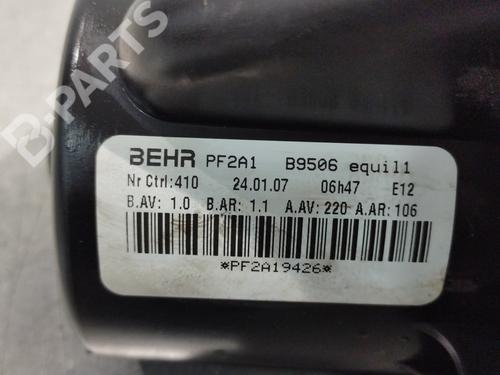 B-PARTS
BEHR PF2A1 B9506 equil1
Nr Ctrl:410 24.01.07 06h47 E12
B.AV: 1.0 B.AR: 1.1 A.AV: 220 A.AR: 106
*PF2A19426*